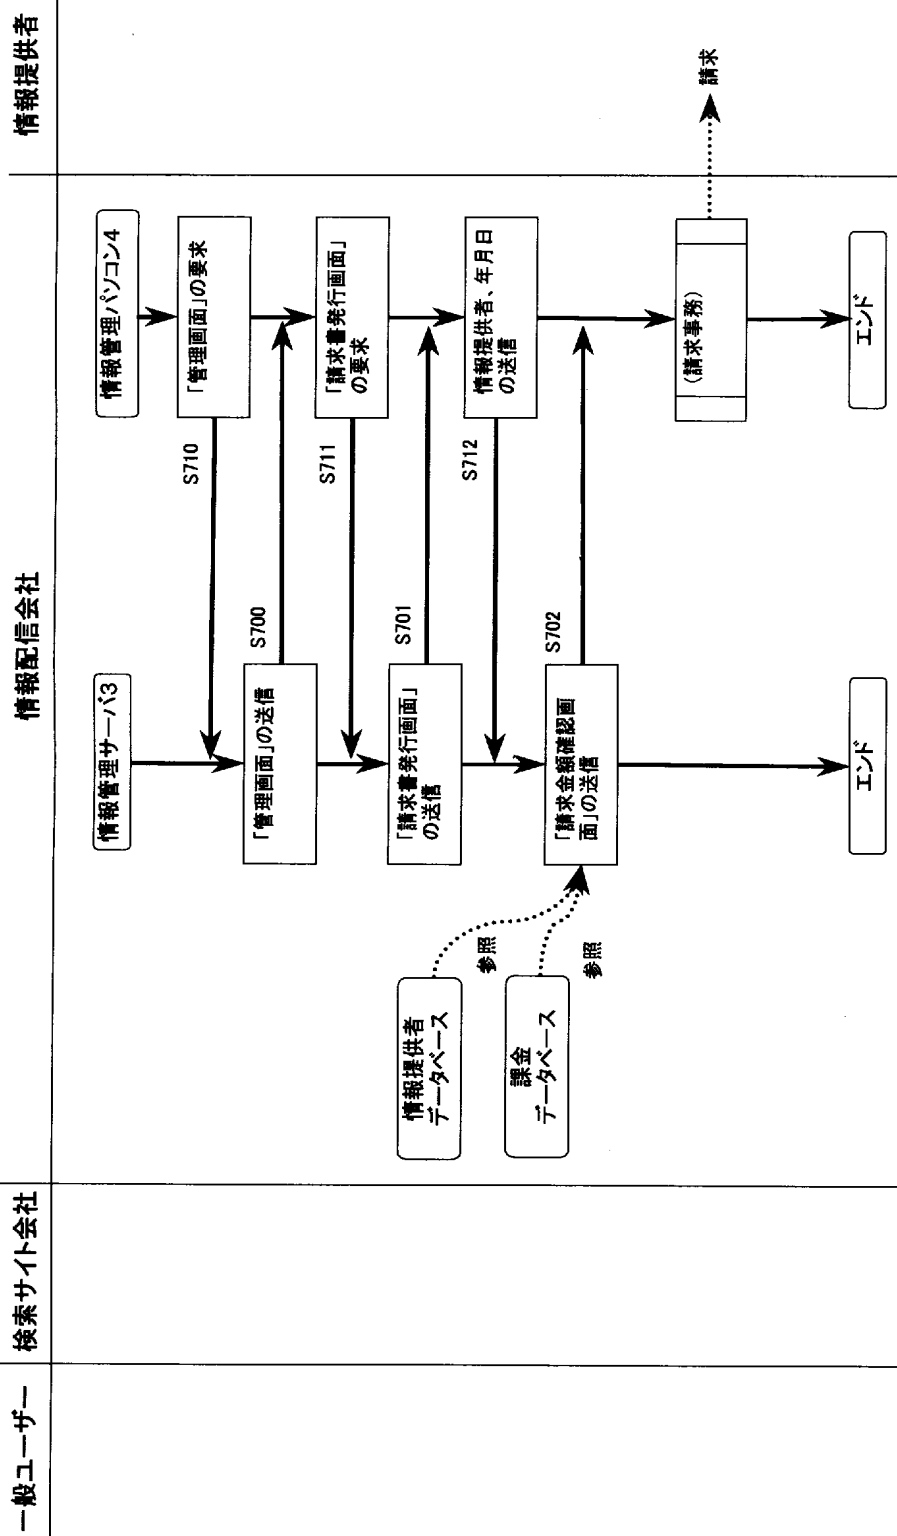 一般ユーザー
検索サイト会社
情報配信会社
情報提供者
情報管理サーバ3
情報管理パソコン4
「管理画面」の要求
S710
「管理画面」の送信
S700
「請求書発行画面」
の要求
S711
「請求書発行画面」
の送信
S701
情報提供者、年月日
の送信
S712
情報提供者
データベース
参照
課金
データベース
参照
「請求金額確認画
面」の送信
S702
(請求事務)
請求
エンド
エンド